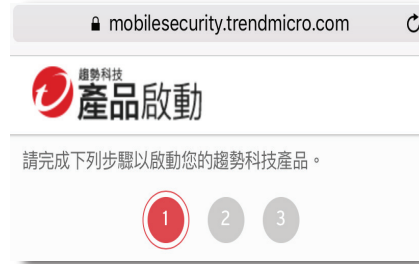 mobilesecurity.trendmicro.com
趨勢科技
產品啟動
請完成下列步驟以啟動您的趨勢科技產品。
1 2 3